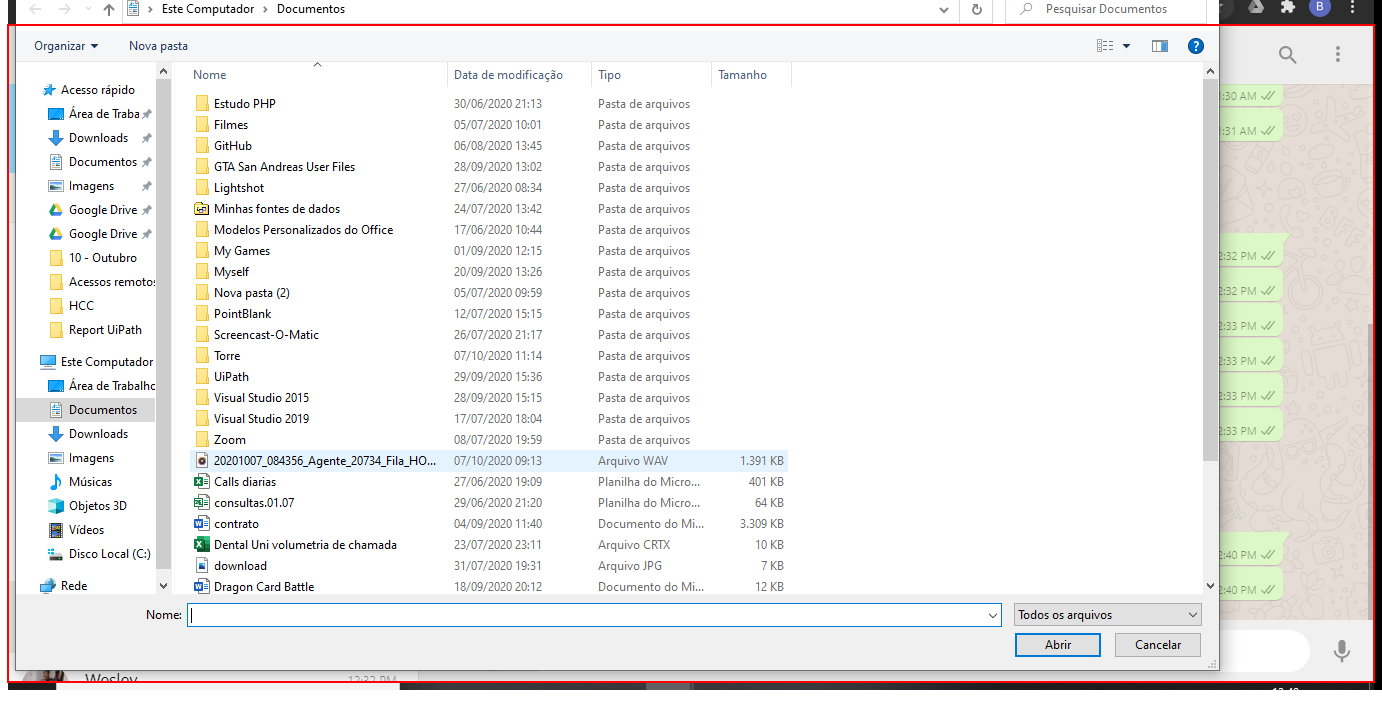 Este Computador > Documentos
Pesquisar Documentos
B
Organizar
Nova pasta
?
Nome
Data de modificação
Tipo
Tamanho
Acesso rápido
Área de Traba
Downloads
Documentos
Imagens
Google Drive
Google Drive
10 - Outubro
Acessos remotos
HCC
Report UiPath
Este Computador
Área de Trabalho
Documentos
Downloads
Imagens
Músicas
Objetos 3D
Vídeos
Disco Local (C:)
Rede
Estudo PHP 30/06/2020 21:13 Pasta de arquivos
Filmes 05/07/2020 10:01 Pasta de arquivos
GitHub 06/08/2020 13:45 Pasta de arquivos
GTA San Andreas User Files 28/09/2020 13:02 Pasta de arquivos
Lightshot 27/06/2020 08:34 Pasta de arquivos
Minhas fontes de dados 24/07/2020 13:42 Pasta de arquivos
Modelos Personalizados do Office 17/06/2020 10:44 Pasta de arquivos
My Games 01/09/2020 12:15 Pasta de arquivos
Myself 20/09/2020 13:26 Pasta de arquivos
Nova pasta (2) 05/07/2020 09:59 Pasta de arquivos
PointBlank 12/07/2020 15:15 Pasta de arquivos
Screencast-O-Matic 26/07/2020 21:17 Pasta de arquivos
Torre 07/10/2020 11:14 Pasta de arquivos
UiPath 29/09/2020 15:36 Pasta de arquivos
Visual Studio 2015 28/09/2020 15:15 Pasta de arquivos
Visual Studio 2019 17/07/2020 18:04 Pasta de arquivos
Zoom 08/07/2020 19:59 Pasta de arquivos
20201007_084356_Agente_20734_Fila_HO... 07/10/2020 09:13 Arquivo WAV 1.391 KB
Calls diarias 27/06/2020 19:09 Planilha do Micro... 401 KB
consultas.01.07 29/06/2020 21:20 Planilha do Micro... 64 KB
contrato 04/09/2020 11:40 Documento do Mi... 3.309 KB
Dental Uni volumetria de chamada 23/07/2020 23:11 Arquivo CRTX 10 KB
download 31/07/2020 19:31 Arquivo JPG 7 KB
Dragon Card Battle 18/09/2020 20:12 Documento do Mi... 12 KB
:30 AM
:31 AM
2:32 PM
2:32 PM
2:33 PM
2:33 PM
2:33 PM
2:33 PM
2:40 PM
2:40 PM
Nome:
Todos os arquivos
Abrir
Cancelar
Wesley
12:32 PM